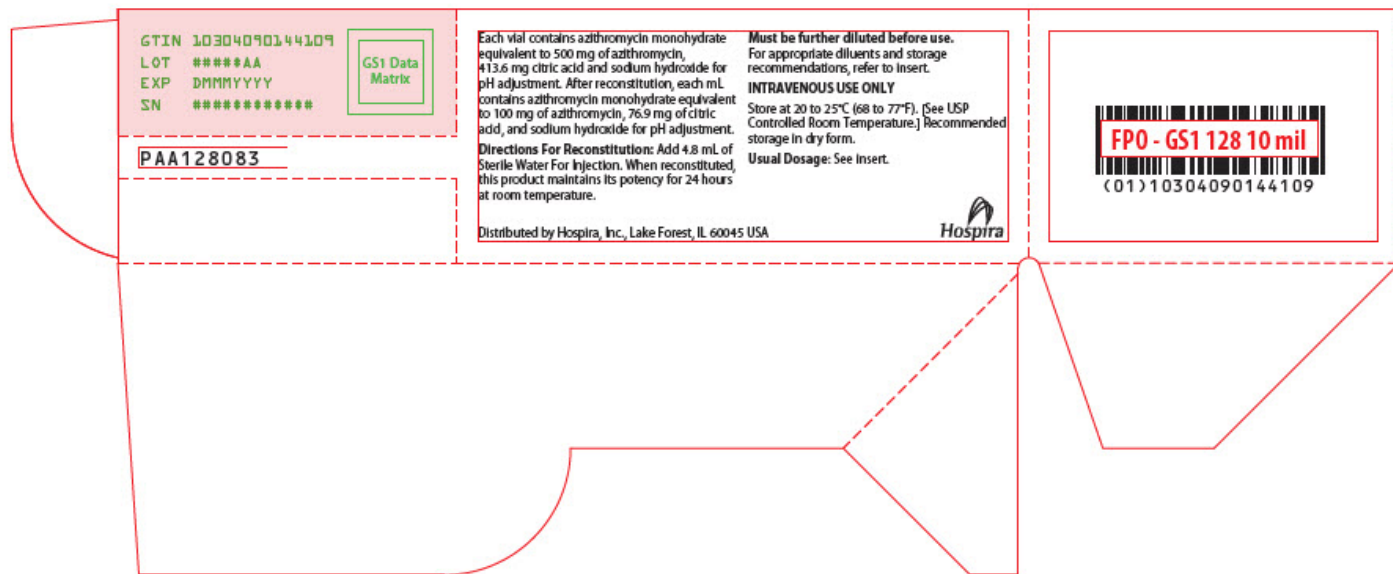 GTIN 10304090144109
LOT #####AA
EXP DMMMYYYY
SN ############
GS1 Data
Matrix
PAA128083
Each vial contains azithromycin monohydrate
equivalent to 500 mg of azithromycin,
413.6 mg citric acid and sodium hydroxide for
pH adjustment. After reconstitution, each mL
contains azithromycin monohydrate equivalent
to 100 mg of azithromycin, 76.9 mg of citric
acid, and sodium hydroxide for pH adjustment.
Directions For Reconstitution: Add 4.8 mL of
Sterile Water For Injection. When reconstituted,
this product maintains its potency for 24 hours
at room temperature.
Distributed by Hospira, Inc., Lake Forest, IL 60045 USA
Must be further diluted before use.
For appropriate diluents and storage
recommendations, refer to insert.
INTRAVENOUS USE ONLY
Store at 20 to 25°C (68 to 77°F). [See USP
Controlled Room Temperature.] Recommended
storage in dry form.
Usual Dosage: See insert.
Hospira
FPO - GS1 128 10 mil
(01)10304090144109